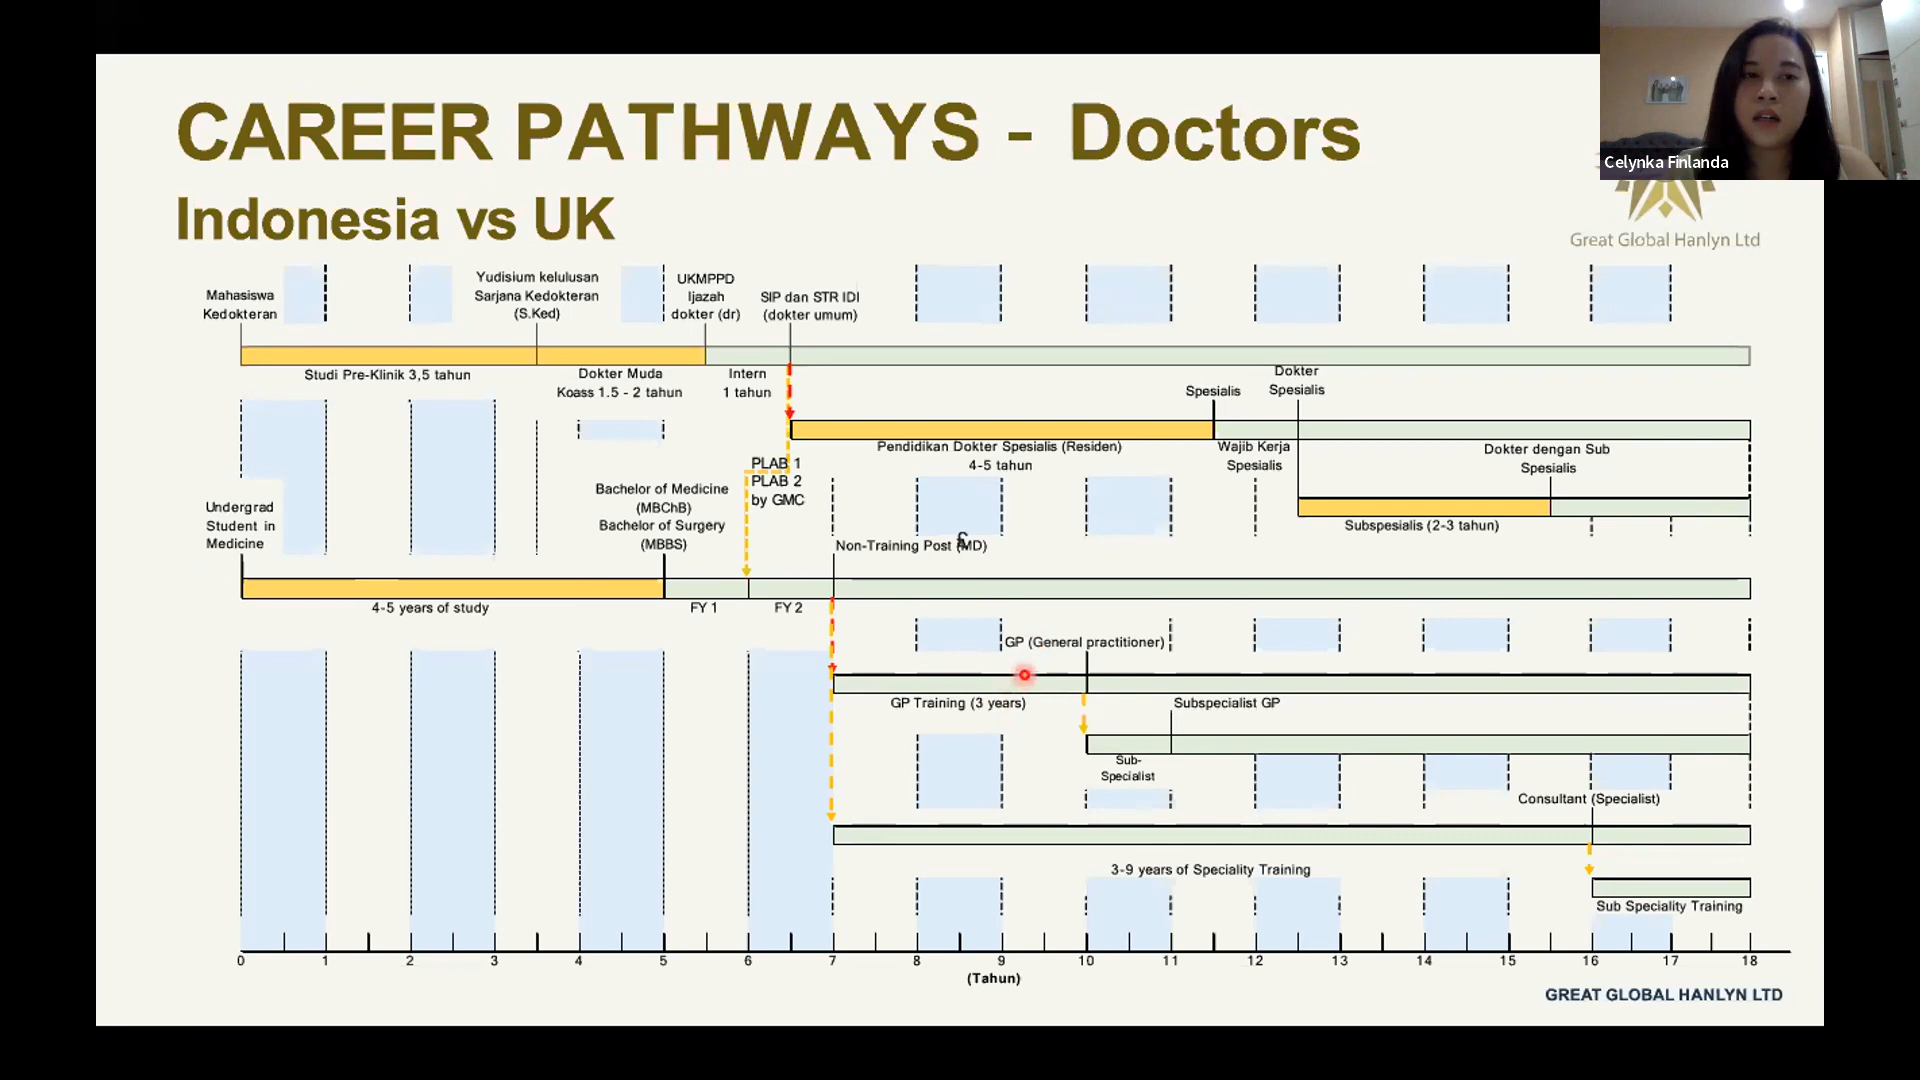 CAREER PATHWAYS - Doctors
Celynka Finlanda
Indonesia vs UK
Great Global Hanlyn Ltd
Mahasiswa
Kedokteran
Yudisium kelulusan
Sarjana Kedokteran
(S.Ked)
UKMPPD
Ijazah
dokter (dr)
SIP dan STR IDI
(dokter umum)
Studi Pre-Klinik 3,5 tahun
Dokter Muda
Koass 1.5 - 2 tahun
Intern
1 tahun
Spesialis
Dokter
Spesialis
Pendidikan Dokter Spesialis (Residen)
4-5 tahun
Wajib Kerja
Spesialis
Dokter dengan Sub
Spesialis
Subspesialis (2-3 tahun)
PLAB 1
PLAB 2
by GMC
Undergrad
Student in
Medicine
Bachelor of Medicine
(MBChB)
Bachelor of Surgery
(MBBS)
£
Non-Training Post (MD)
4-5 years of study
FY 1
FY 2
GP (General practitioner)
GP Training (3 years)
Subspecialist GP
Sub-
Specialist
Consultant (Specialist)
3-9 years of Speciality Training
Sub Speciality Training
0 1 2 3 4 5 6 7 8 9 10 11 12 13 14 15 16 17 18
(Tahun)
GREAT GLOBAL HANLYN LTD